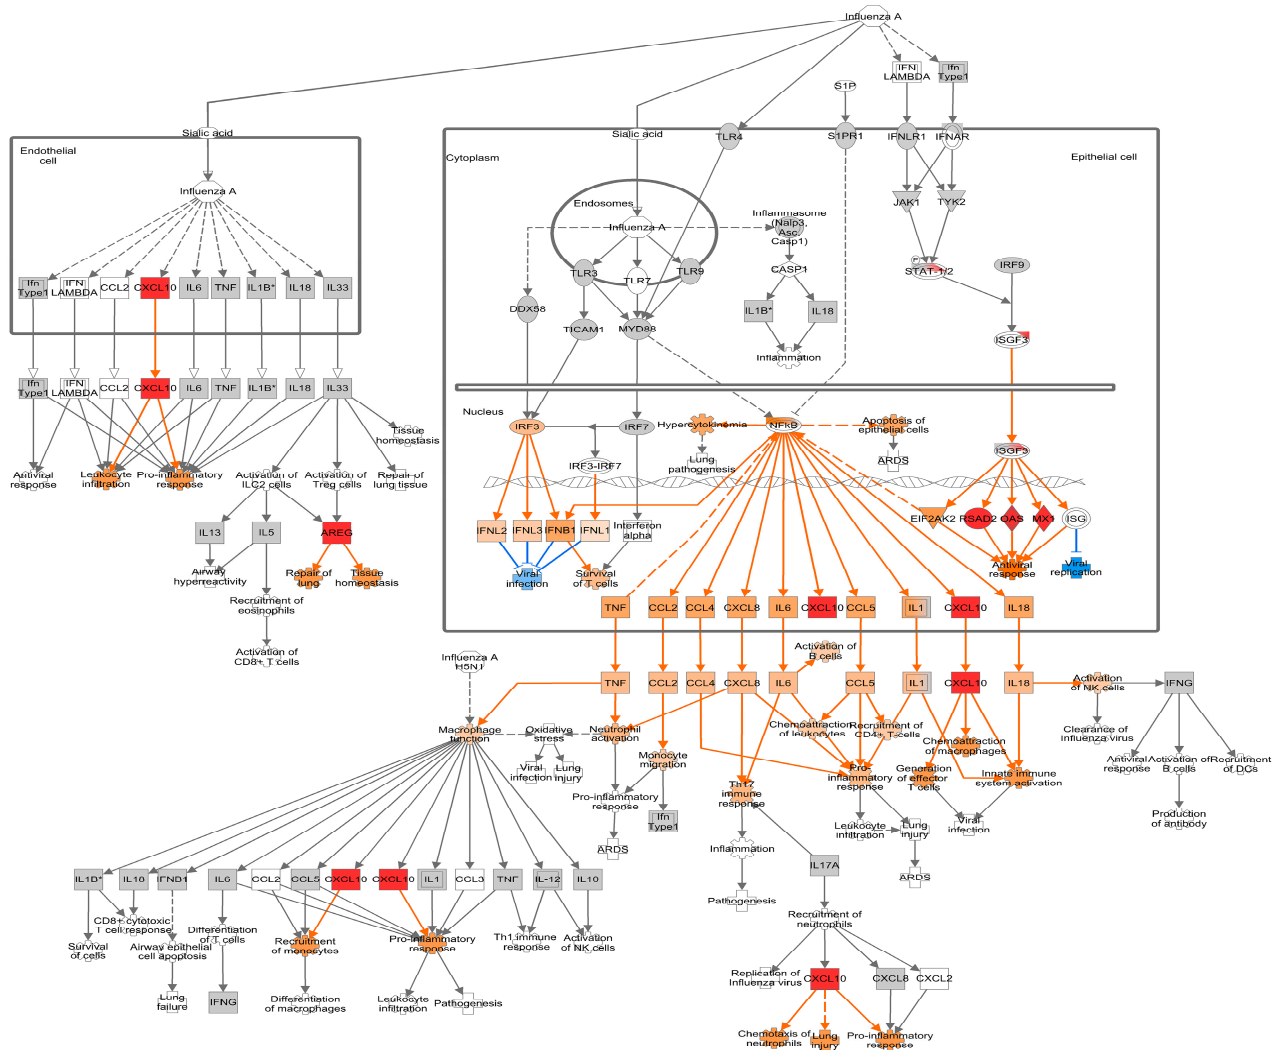 Influenza A
IFN
LAMBDA
Ifn
Type1
S1P
Sialic acid
Sialic acid
TLR4
S1PR1
IFNLR1
IFNAR
Endothelial
cell
Cytoplasm
Epithelial cell
Influenza A
JAK1
TYK2
Endosomes
Influenza A
Inflammasome
(Nalp3,
Asc,
Casp1)
TLR3
TLR7
TLR9
CASP1
STAT-1/2
IRF9
Ifn
Type1
IFN
LAMBDA
CCL2
CXCL10
IL6
TNF
IL1B*
IL18
IL33
DDX58
TICAM1
MYD88
IL1B*
IL18
Inflammation
ISGF3
Ifn
Type1
IFN
LAMBDA
CCL2
CXCL10
IL6
TNF
IL1B*
IL18
IL33
Nucleus
IRF3
IRF7
Hypercytokinemia
NFkB
Apoptosis of
epithelial cells
Tissue
homeostasis
ISGF3
IRF3-IRF7
Lung
pathogenesis
ARDS
Antiviral
response
Leukocyte
infiltration
Pro-inflammatory
response
Activation of
ILC2 cells
Activation of
Treg cells
Repair of
lung tissue
IL13
IL5
AREG
IFNL2
IFNL3
IFNB1
IFNL1
Interferon
alpha
EIF2AK2
RSAD2
OAS
MX1
ISG
Airway
hyperreactivity
Repair of
lung
Tissue
homeostasis
Viral
infection
Survival
of T cells
Antiviral
response
Viral
replication
Recruitment of
eosinophils
TNF
CCL2
CCL4
CXCL8
IL6
CXCL10
CCL5
IL1
CXCL10
IL18
Activation of
CD8+ T cells
Influenza A
H5N1
Activation of
B cells
TNF
CCL2
CCL4
CXCL8
IL6
CCL5
IL1
CXCL10
IL18
Activation
of NK cells
IFNG
Macrophage
function
Oxidative
stress
Neutrophil
activation
Chemoattraction
of leukocytes
Recruitment of
CD4+ T cells
Chemoattraction
of macrophages
Clearance of
Influenza virus
Viral
infection
Lung
injury
Monocyte
migration
Pro-
inflammatory
response
Generation
of effector
T cells
Innate immune
system activation
Antiviral
response
Activation of
B cells
Recruitment
of DCs
Pro-inflammatory
response
Th17
immune
response
Ifn
Type1
Leukocyte
infiltration
Lung
injury
Viral
infection
Production
of antibody
ARDS
Inflammation
IL17A
ARDS
IL1B*
IL10
IFNB1
IL6
CCL2
CCL5
CXCL10
CXCL10
IL1
CCL3
TNF
IL-12
IL10
Pathogenesis
CD8+ cytotoxic
T cell response
Differentiation
of T cells
Recruitment of
neutrophils
Survival
of cells
Airway epithelial
cell apoptosis
Recruitment
of monocytes
Pro-inflammatory
response
Th1 immune
response
Activation
of NK cells
Replication of
Influenza virus
CXCL10
CXCL8
CXCL2
Lung
failure
IFNG
Differentiation
of macrophages
Leukocyte
infiltration
Pathogenesis
Chemotaxis of
neutrophils
Lung
injury
Pro-inflammatory
response